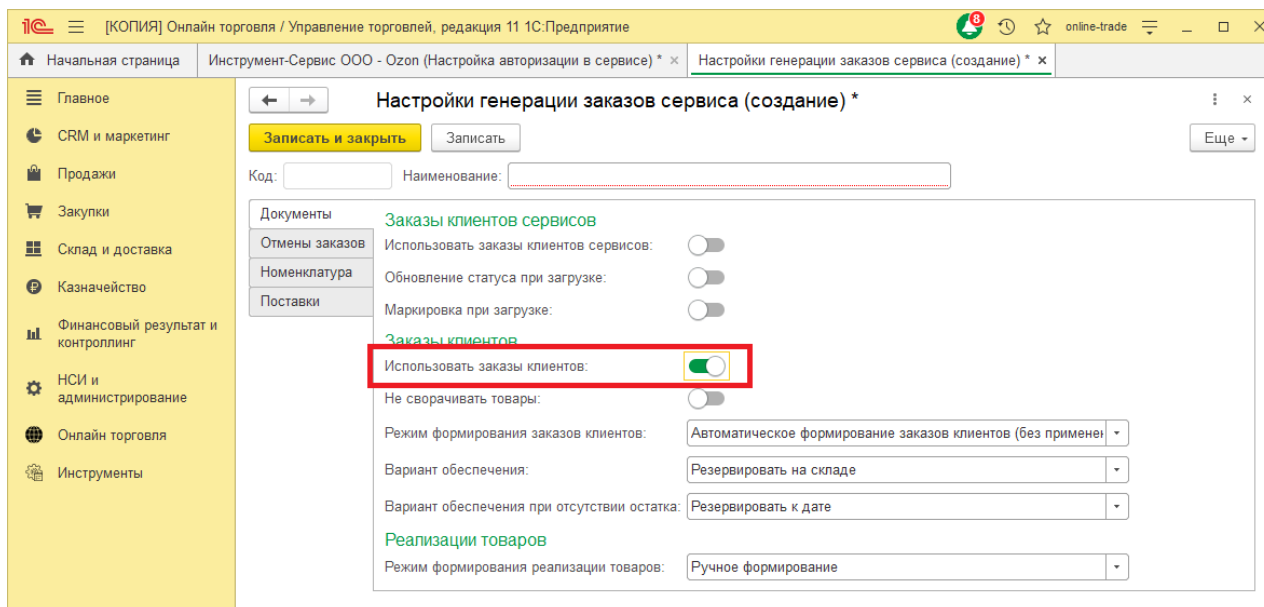 [КОПИЯ] Онлайн торговля / Управление торговлей, редакция 11 1С:Предприятие
8
online-trade
Начальная страница
Инструмент-Сервис ООО - Ozon (Настройка авторизации в сервисе) * ×
Настройки генерации заказов сервиса (создание) * ×
Главное
CRM и маркетинг
Продажи
Закупки
Склад и доставка
Казначейство
Финансовый результат и
контроллинг
НСИ и
администрирование
Онлайн торговля
Инструменты
Настройки генерации заказов сервиса (создание) *
Записать и закрыть
Записать
Еще
Код:
Наименование:
Документы
Отмены заказов
Номенклатура
Поставки
Заказы клиентов сервисов
Использовать заказы клиентов сервисов:
Обновление статуса при загрузке:
Маркировка при загрузке:
Заказы клиентов
Использовать заказы клиентов:
Не сворачивать товары:
Режим формирования заказов клиентов: Автоматическое формирование заказов клиентов (без применен
Вариант обеспечения: Резервировать на складе
Вариант обеспечения при отсутствии остатка: Резервировать к дате
Реализации товаров
Режим формирования реализации товаров: Ручное формирование